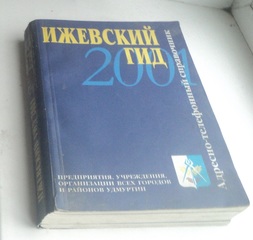 ИЖЕВСКИЙ
ГИД
2001
Адресно-телефонный справочник
ПРЕДПРИЯТИЯ, УЧРЕЖДЕНИЯ,
ОРГАНИЗАЦИИ ВСЕХ ГОРОДОВ
И РАЙОНОВ УДМУРТИИ